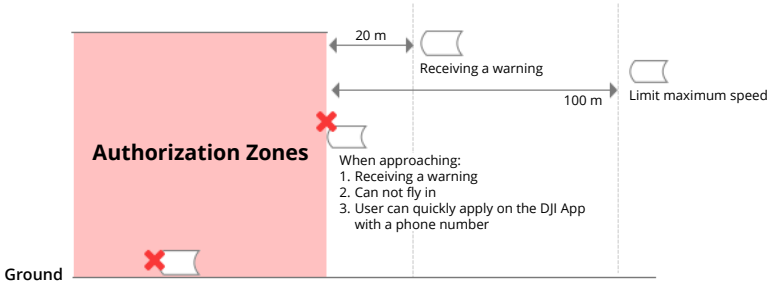 20 m
Receiving a warning
100 m
Limit maximum speed
Authorization Zones
When approaching:
1. Receiving a warning
2. Can not fly in
3. User can quickly apply on the DJI App
with a phone number
Ground